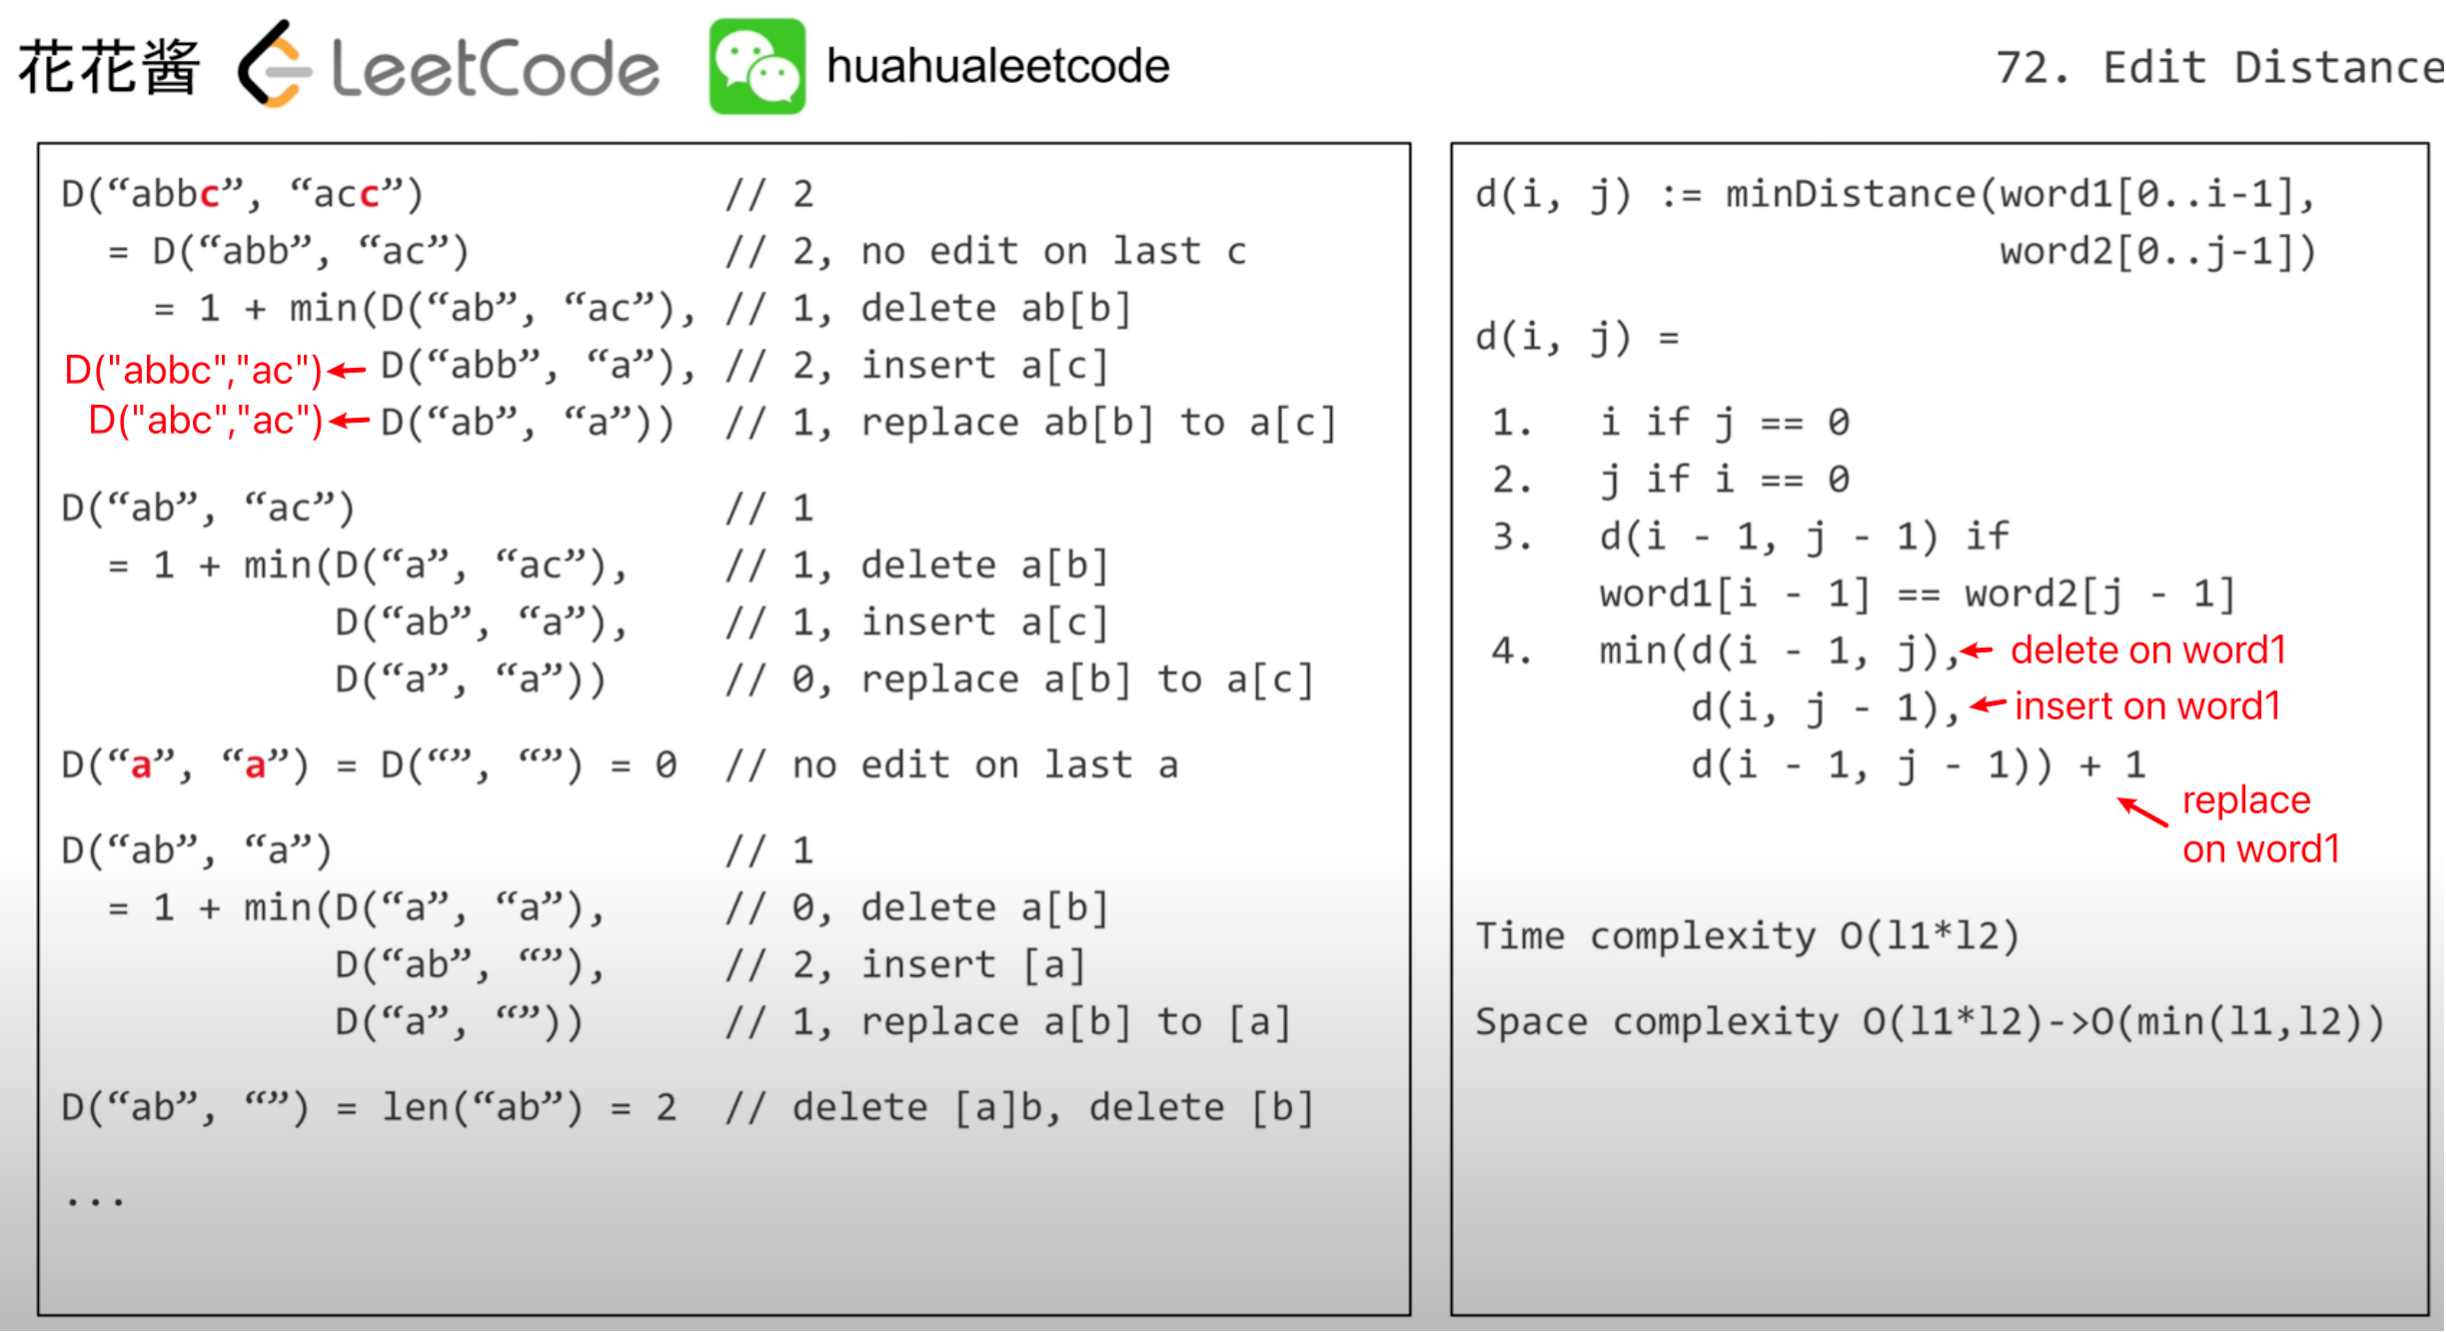 花花酱 LeetCode huahualeetcode 72. Edit Distance
D(“abbc”, “acc”) // 2
= D(“abb”, “ac”) // 2, no edit on last c
= 1 + min(D(“ab”, “ac”), // 1, delete ab[b]
D("abbc","ac") D(“abb”, “a”), // 2, insert a[c]
D("abc","ac") D(“ab”, “a”)) // 1, replace ab[b] to a[c]
D(“ab”, “ac”) // 1
= 1 + min(D(“a”, “ac”), // 1, delete a[b]
D(“ab”, “a”), // 1, insert a[c]
D(“a”, “a”)) // 0, replace a[b] to a[c]
D(“a”, “a”) = D(“”, “”) = 0 // no edit on last a
D(“ab”, “a”) // 1
= 1 + min(D(“a”, “a”), // 0, delete a[b]
D(“ab”, “”), // 2, insert [a]
D(“a”, “”)) // 1, replace a[b] to [a]
D(“ab”, “”) = len(“ab”) = 2 // delete [a]b, delete [b]
...
d(i, j) := minDistance(word1[0..i-1],
word2[0..j-1])
d(i, j) =
1. i if j == 0
2. j if i == 0
3. d(i - 1, j - 1) if
word1[i - 1] == word2[j - 1]
4. min(d(i - 1, j), delete on word1
d(i, j - 1), insert on word1
d(i - 1, j - 1)) + 1
replace
on word1
Time complexity O(l1*l2)
Space complexity O(l1*l2)->O(min(l1,l2))